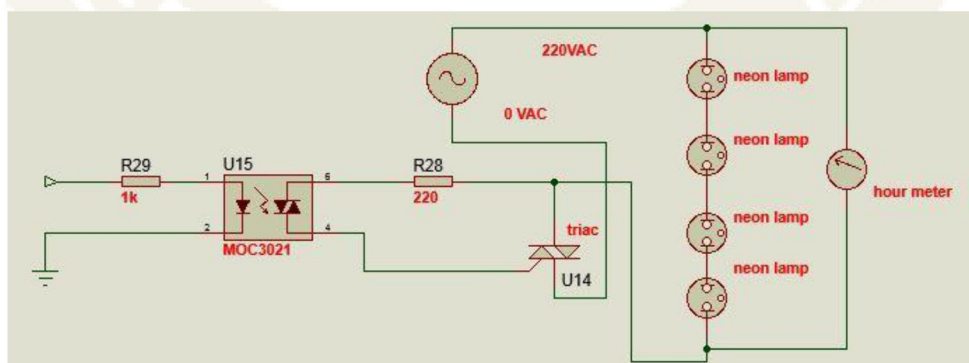 220VAC
neon lamp
0 VAC
neon lamp
R29
U15
R28
1
6
1k
220
hour meter
triac
neon lamp
2
4
MOC3021
U14
neon lamp